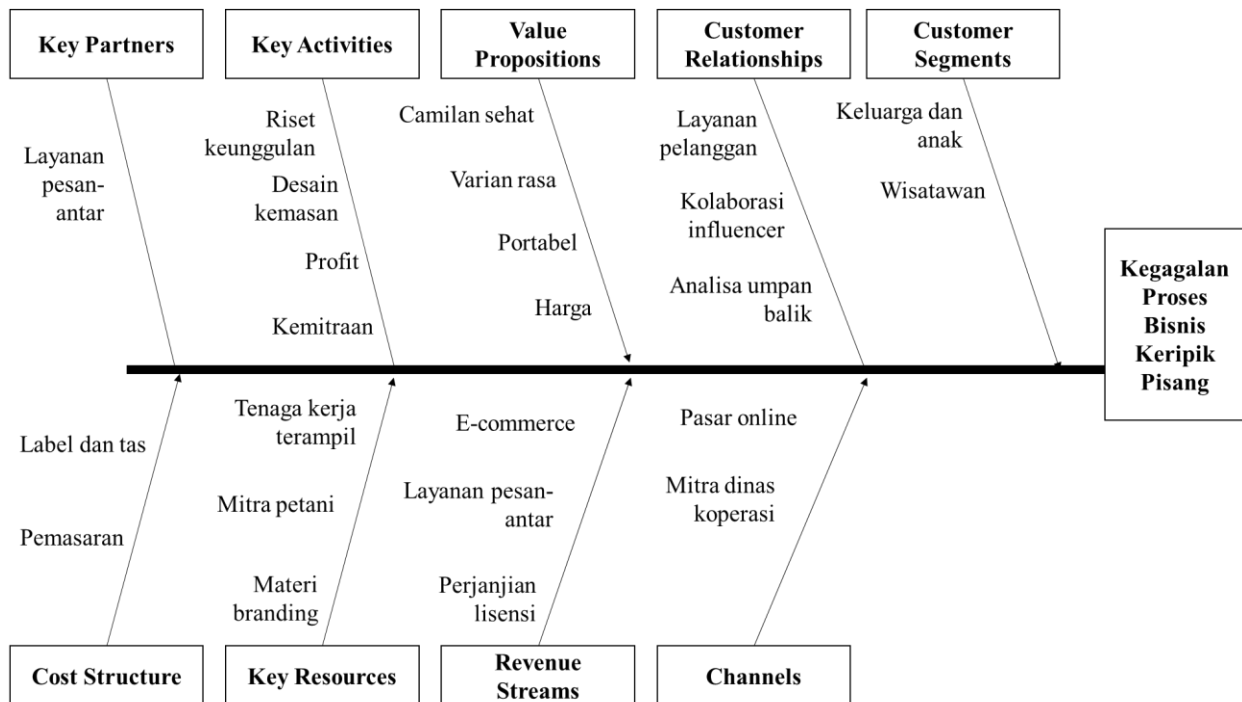 Key Partners
Key Activities
Value
Propositions
Customer
Relationships
Customer
Segments
Layanan
pesan-
antar
Riset
keunggulan
Desain
kemasan
Profit
Kemitraan
Camilan sehat
Varian rasa
Portabel
Harga
Layanan
pelanggan
Kolaborasi
influencer
Analisa umpan
balik
Keluarga dan
anak
Wisatawan
Kegagalan
Proses
Bisnis
Keripik
Pisang
Label dan tas
Pemasaran
Tenaga kerja
terampil
Mitra petani
Materi
branding
E-commerce
Layanan pesan-
antar
Perjanjian
lisensi
Pasar online
Mitra dinas
koperasi
Cost Structure
Key Resources
Revenue
Streams
Channels